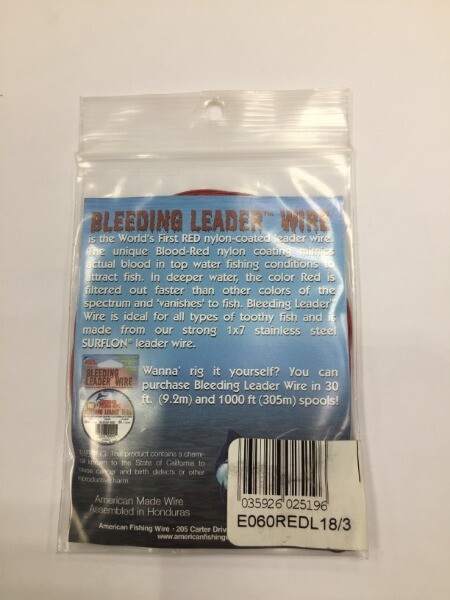 BLEEDING LEADER™ WIRE
is the World's First RED nylon-coated leader wire.
The unique Blood-Red nylon coating mimics
actual blood in top water fishing conditions to
attract fish. In deeper water, the color Red is
filtered out faster than other colors of the
spectrum and 'vanishes' to fish. Bleeding Leader™
Wire is ideal for all types of toothy fish and is
made from our strong 1x7 stainless steel
SURFLON® leader wire.
BLEEDING
LEADER WIRE
Wanna' rig it yourself? You can
purchase Bleeding Leader Wire in 30
ft. (9.2m) and 1000 ft (305m) spools!
This product contains a chemi-
known to the State of California to
cancer and birth defects or other
reproductive harm
American Made Wire
Assembled in Honduras
American Fishing Wire • 205 Carter
www.americanfishing
035926 025196
E060REDL18/3